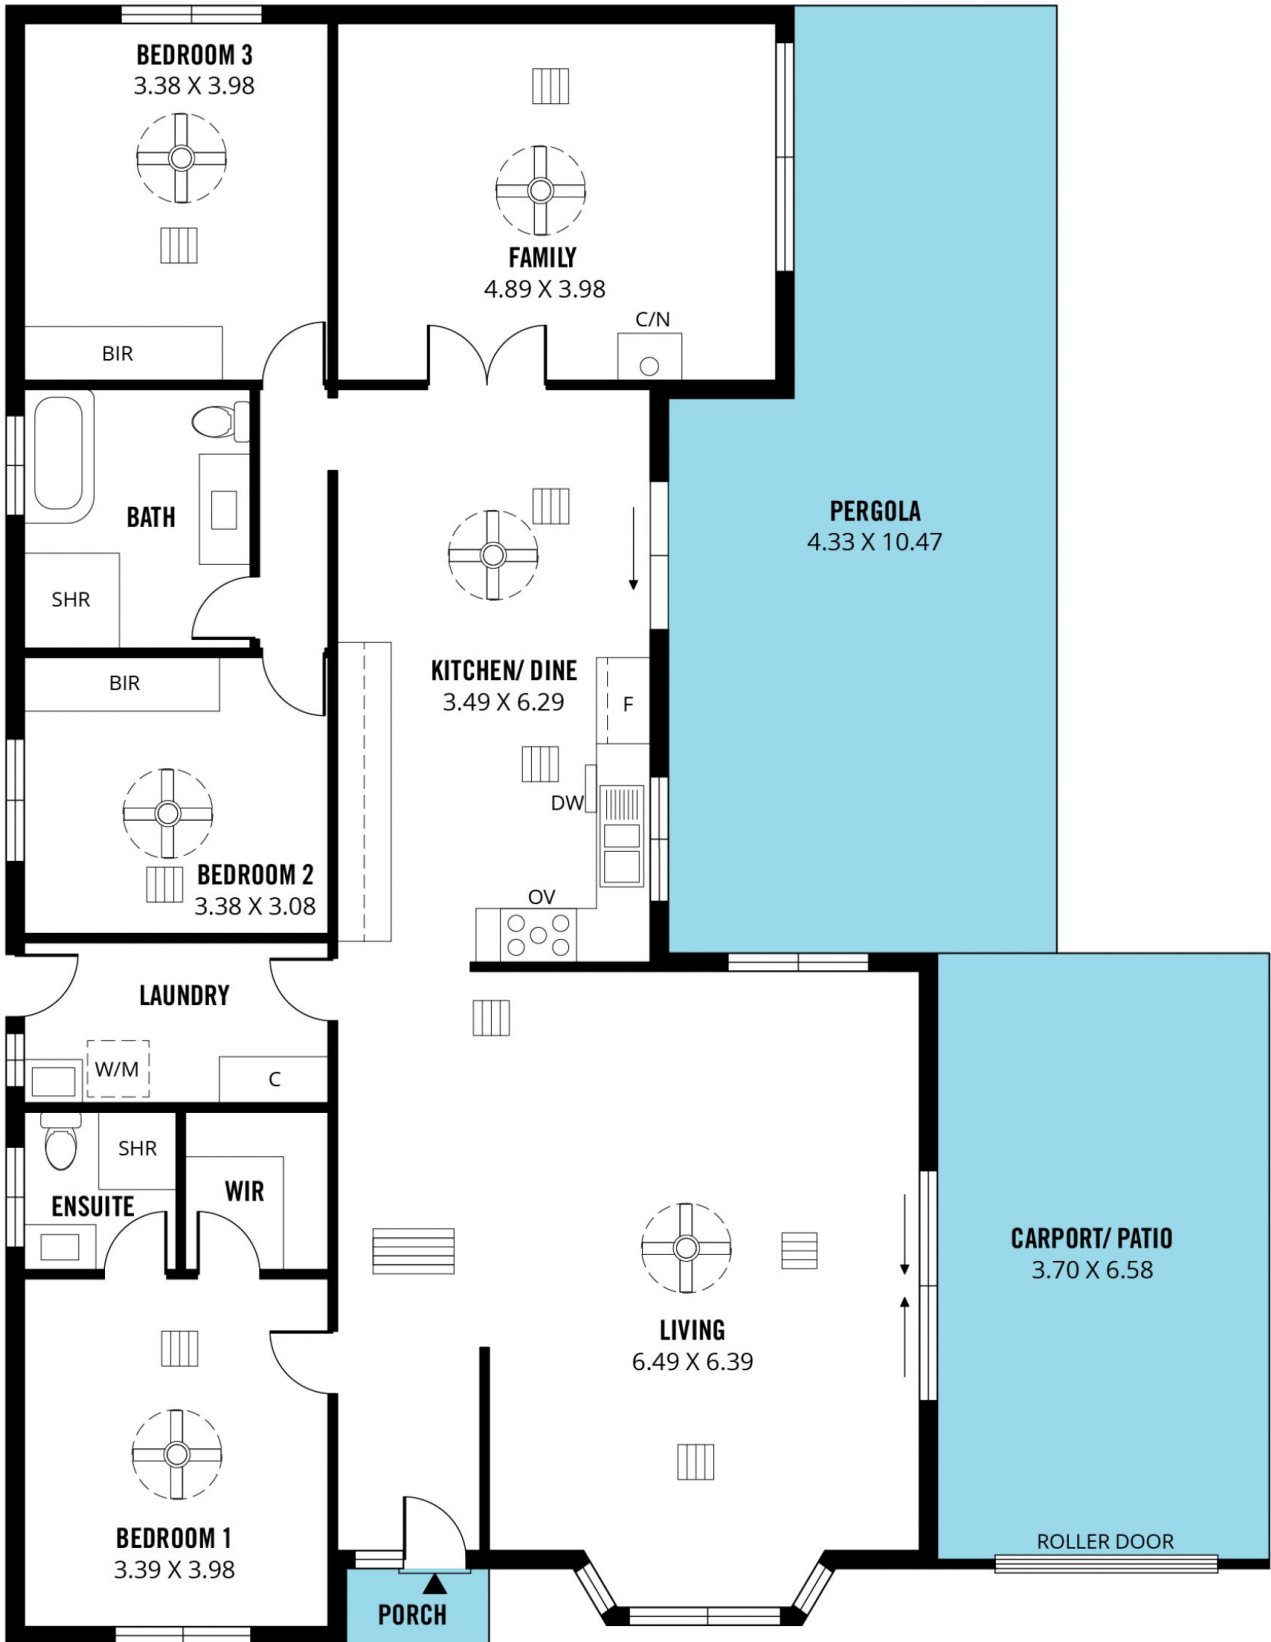 BEDROOM 3
3.38 X 3.98
BIR
FAMILY
4.89 X 3.98
C/N
BATH
SHR
PERGOLA
4.33 X 10.47
KITCHEN/ DINE
3.49 X 6.29
F
DW
OV
BIR
BEDROOM 2
3.38 X 3.08
LAUNDRY
W/M
C
SHR
ENSUITE
WIR
CARPORT/ PATIO
3.70 X 6.58
LIVING
6.49 X 6.39
BEDROOM 1
3.39 X 3.98
ROLLER DOOR
PORCH